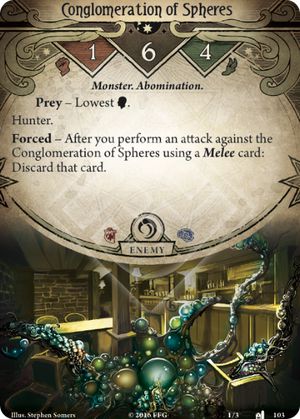 Conglomeration of Spheres
1 6 4
Monster. Abomination.
Prey – Lowest .
Hunter.
Forced – After you perform an attack against the
Conglomeration of Spheres using a Melee card:
Discard that card.
ENEMY
Illus. Stephen Somers © 2016 FFG 1/3 103